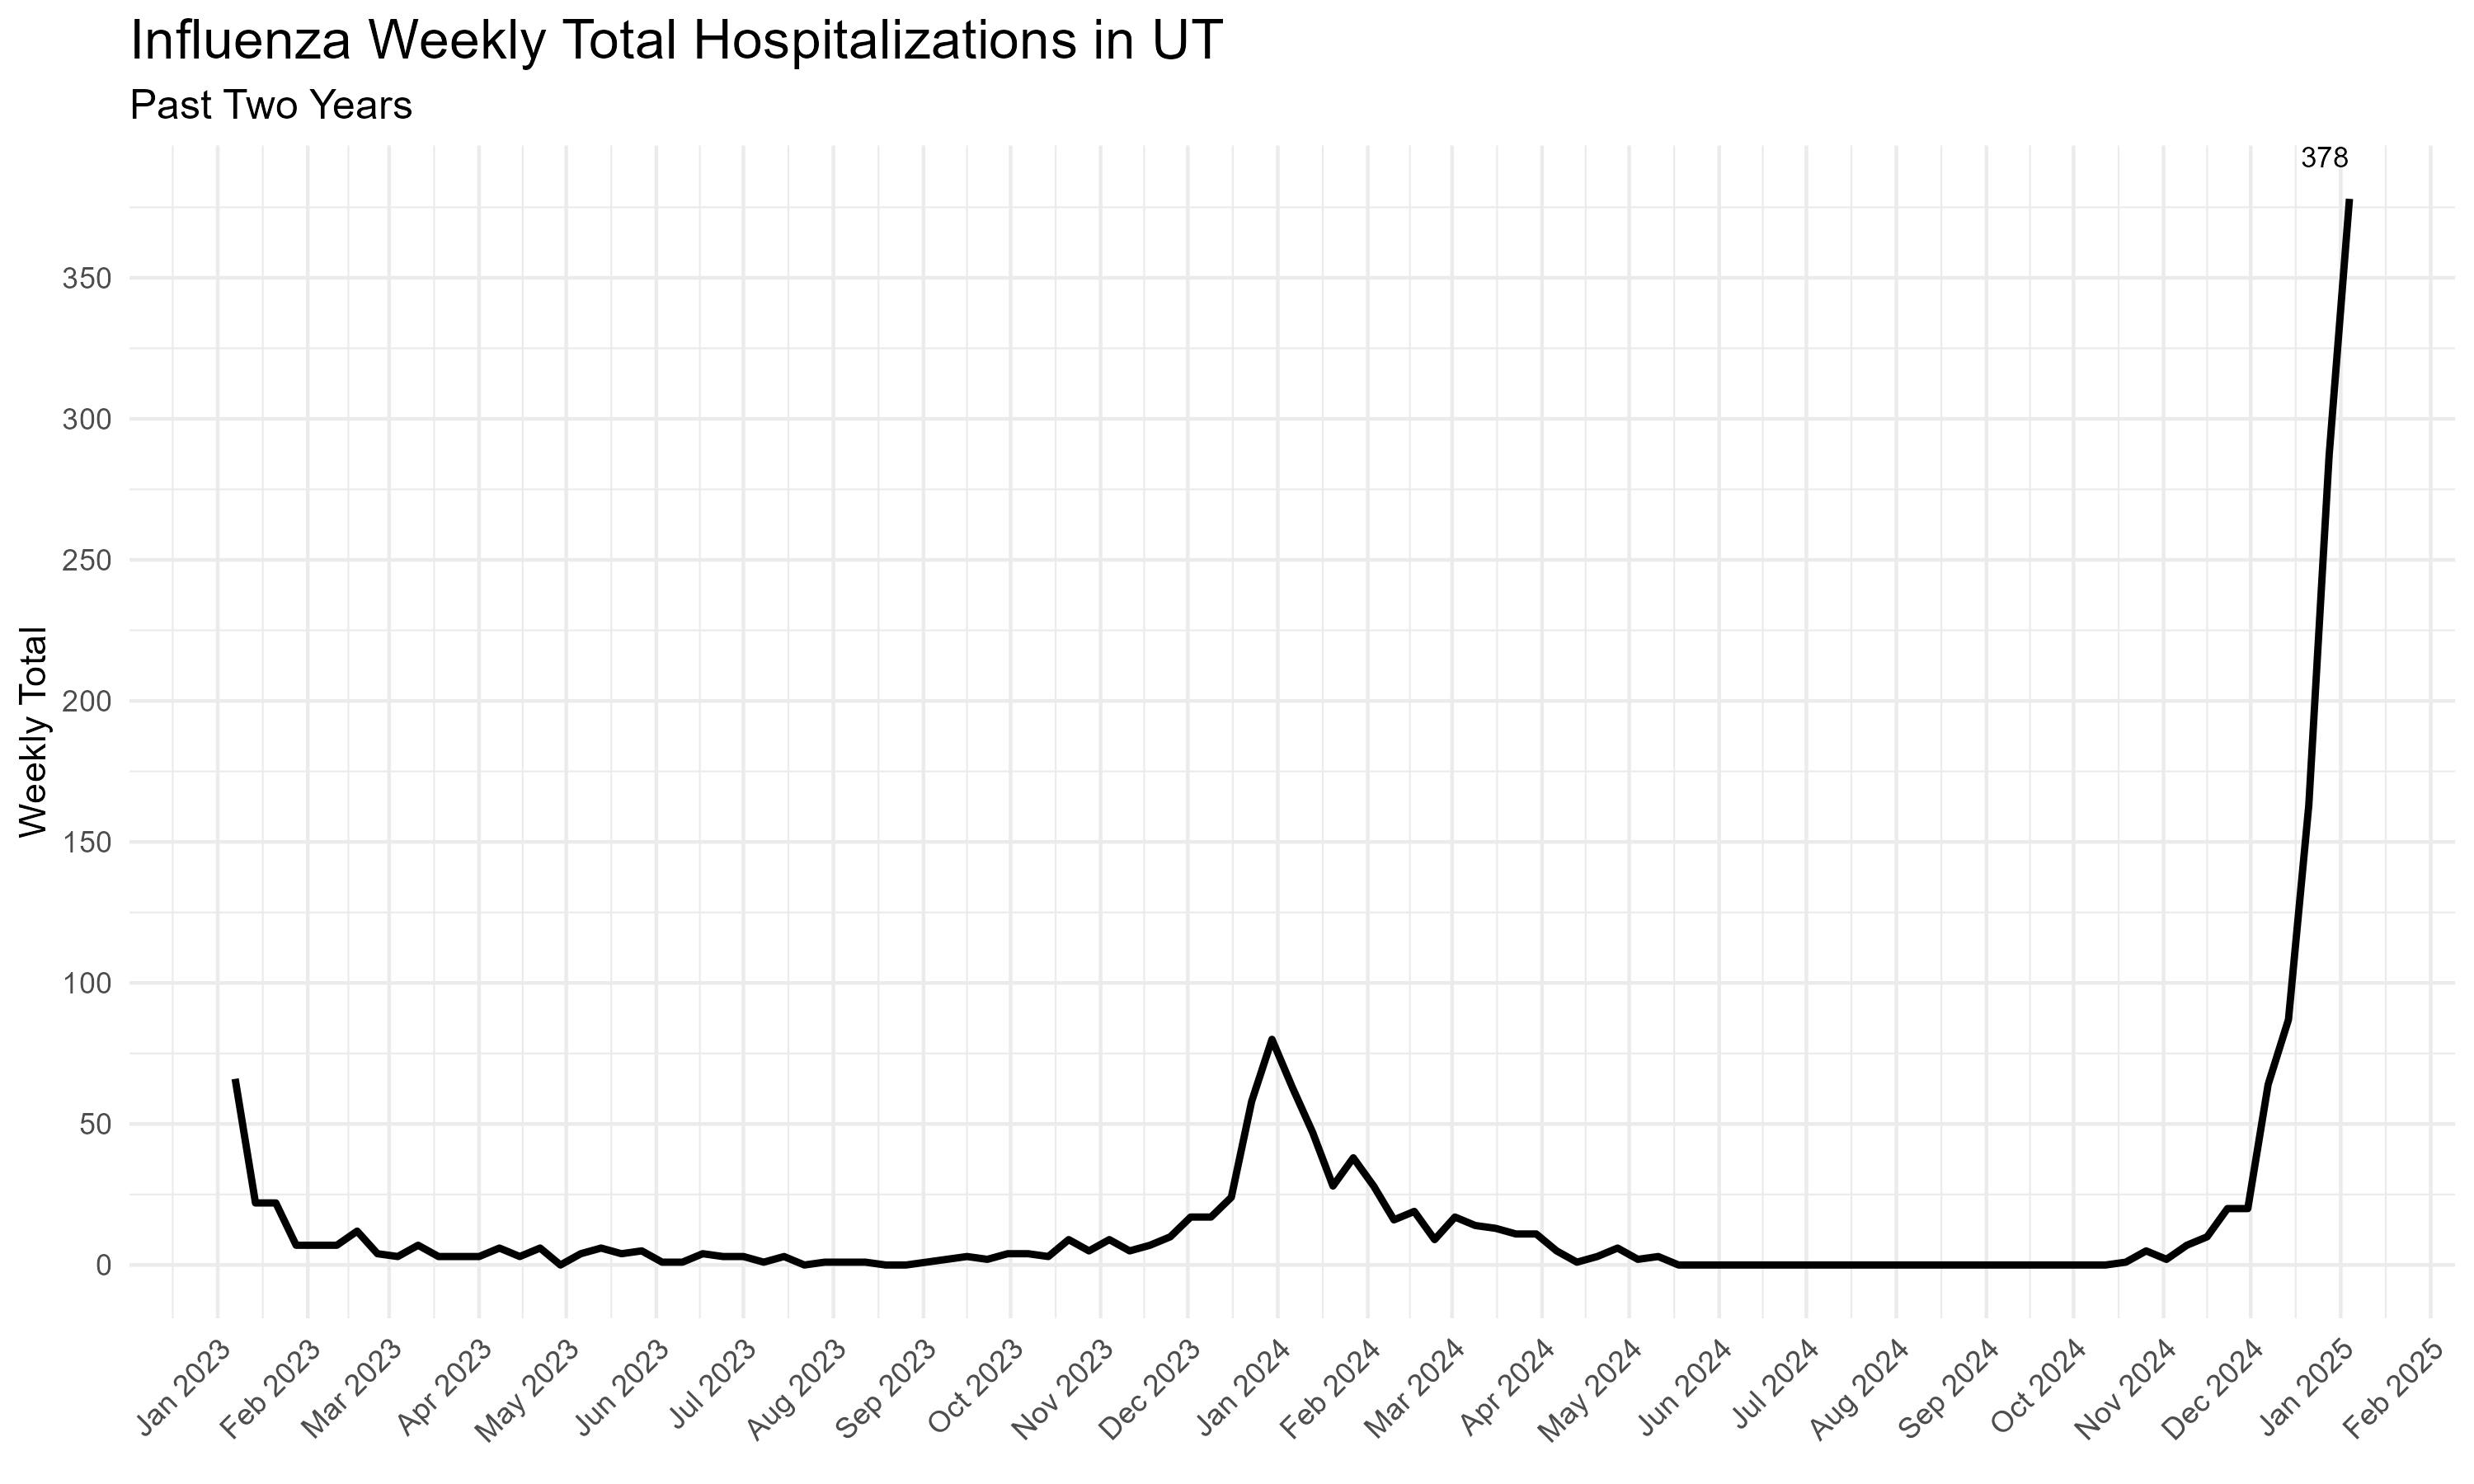 Influenza Weekly Total Hospitalizations in UT
Past Two Years
378
Weekly Total
350
300
250
200
150
100
50
0
Jan 2023
Feb 2023
Mar 2023
Apr 2023
May 2023
Jun 2023
Jul 2023
Aug 2023
Sep 2023
Oct 2023
Nov 2023
Dec 2023
Jan 2024
Feb 2024
Mar 2024
Apr 2024
May 2024
Jun 2024
Jul 2024
Aug 2024
Sep 2024
Oct 2024
Nov 2024
Dec 2024
Jan 2025
Feb 2025